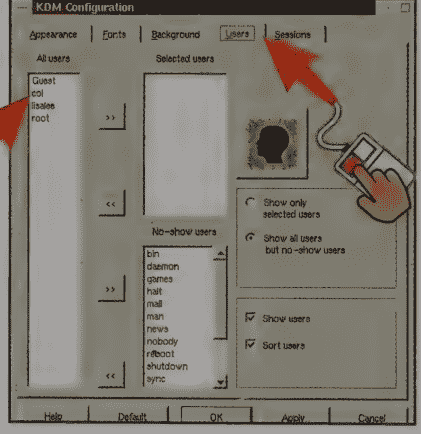 KDM Configuration
Appearance
Fonts
Background
Users
Sessions
All users
Selected users
Guest
col
lisales
root
>>
<<
Show only
selected users
Show all users
but no-show users
No-show users
bin
daemon
games
halt
mail
man
news
nobody
reboot
shutdown
sync
>>
<<
Show users
Sort users
Help
Default
OK
Apply
Cancel